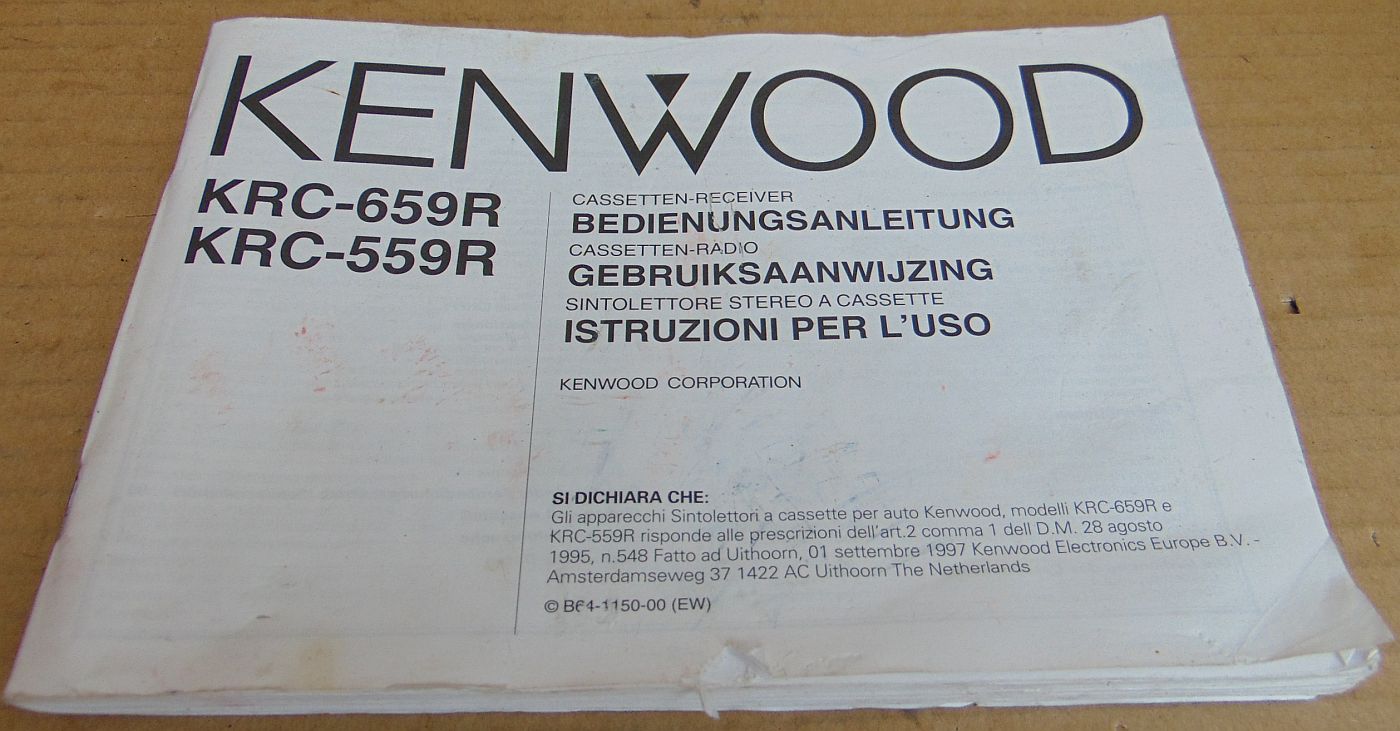 KENWOOD
KRC-659R
KRC-559R
CASSETTEN-RECEIVER
BEDIENUNGSANLEITUNG
CASSETTEN-RADIO
GEBRUIKSAANWIJZING
SINTOLETTORE STEREO A CASSETTE
ISTRUZIONI PER L'USO
KENWOOD CORPORATION
SI DICHIARA CHE:
Gli apparecchi Sintolettori a cassette per auto Kenwood, modelli KRC-659R e
KRC-559R risponde alle prescrizioni dell'art.2 comma 1 dell D.M. 28 agosto
1995, n.548 Fatto ad Uithoorn, 01 settembre 1997 Kenwood Electronics Europe B.V. -
Amsterdamseweg 37 1422 AC Uithoorn The Netherlands
© B64-1150-00 (EW)